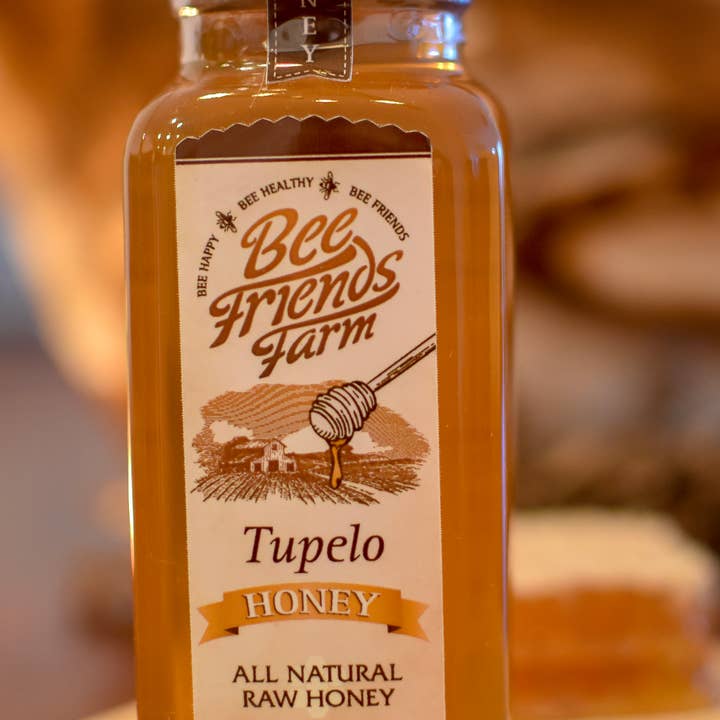 NEY
BEE HAPPY BEE HEALTHY BEE FRIENDS
Bee
Friends
Farm
Tupelo
HONEY
ALL NATURAL
RAW HONEY